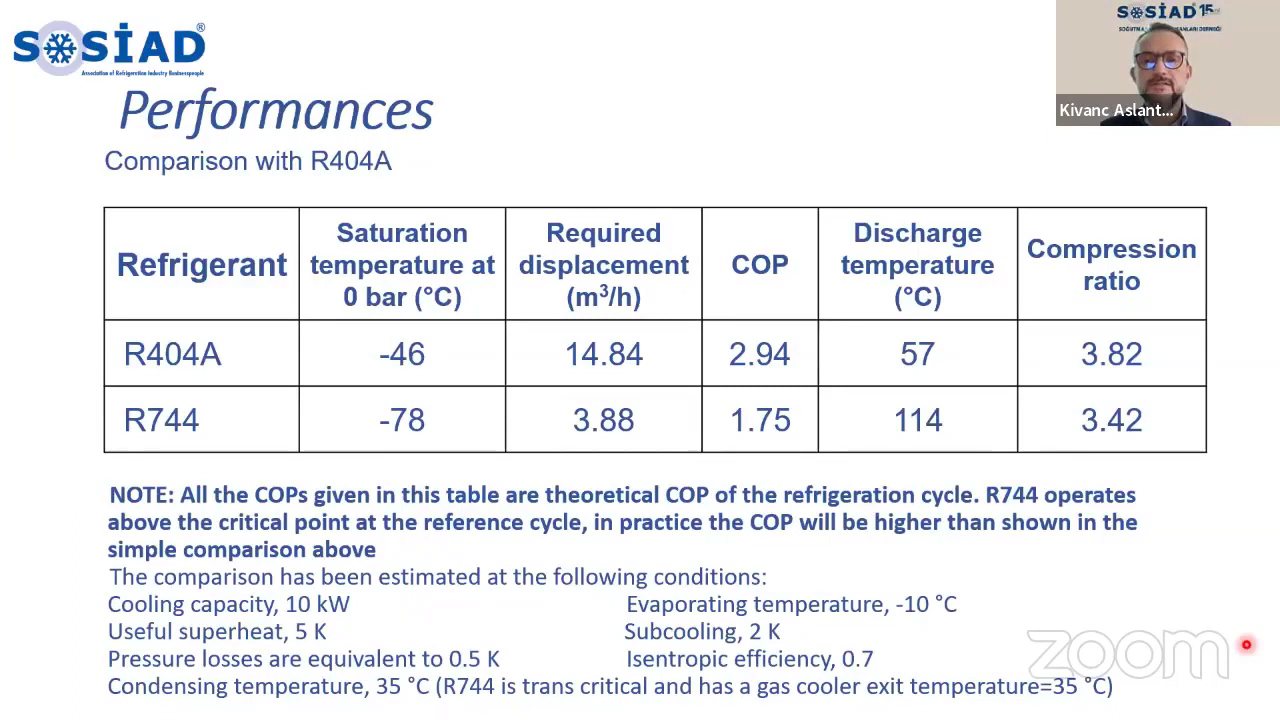 SOSİAD®
Association of Refrigeration Industry Businesspeople
SOSİAD 15
Kivanc Aslant...
Performances
Comparison with R404A
Refrigerant
Saturation temperature at 0 bar (°C)
Required displacement (m³/h)
COP
Discharge temperature (°C)
Compression ratio
R404A -46 14.84 2.94 57 3.82
R744 -78 3.88 1.75 114 3.42
NOTE: All the COPs given in this table are theoretical COP of the refrigeration cycle. R744 operates
above the critical point at the reference cycle, in practice the COP will be higher than shown in the
simple comparison above
The comparison has been estimated at the following conditions:
Cooling capacity, 10 kW Evaporating temperature, -10 °C
Useful superheat, 5 K Subcooling, 2 K
Pressure losses are equivalent to 0.5 K Isentropic efficiency, 0.7
Condensing temperature, 35 °C (R744 is trans critical and has a gas cooler exit temperature=35 °C)
zoom